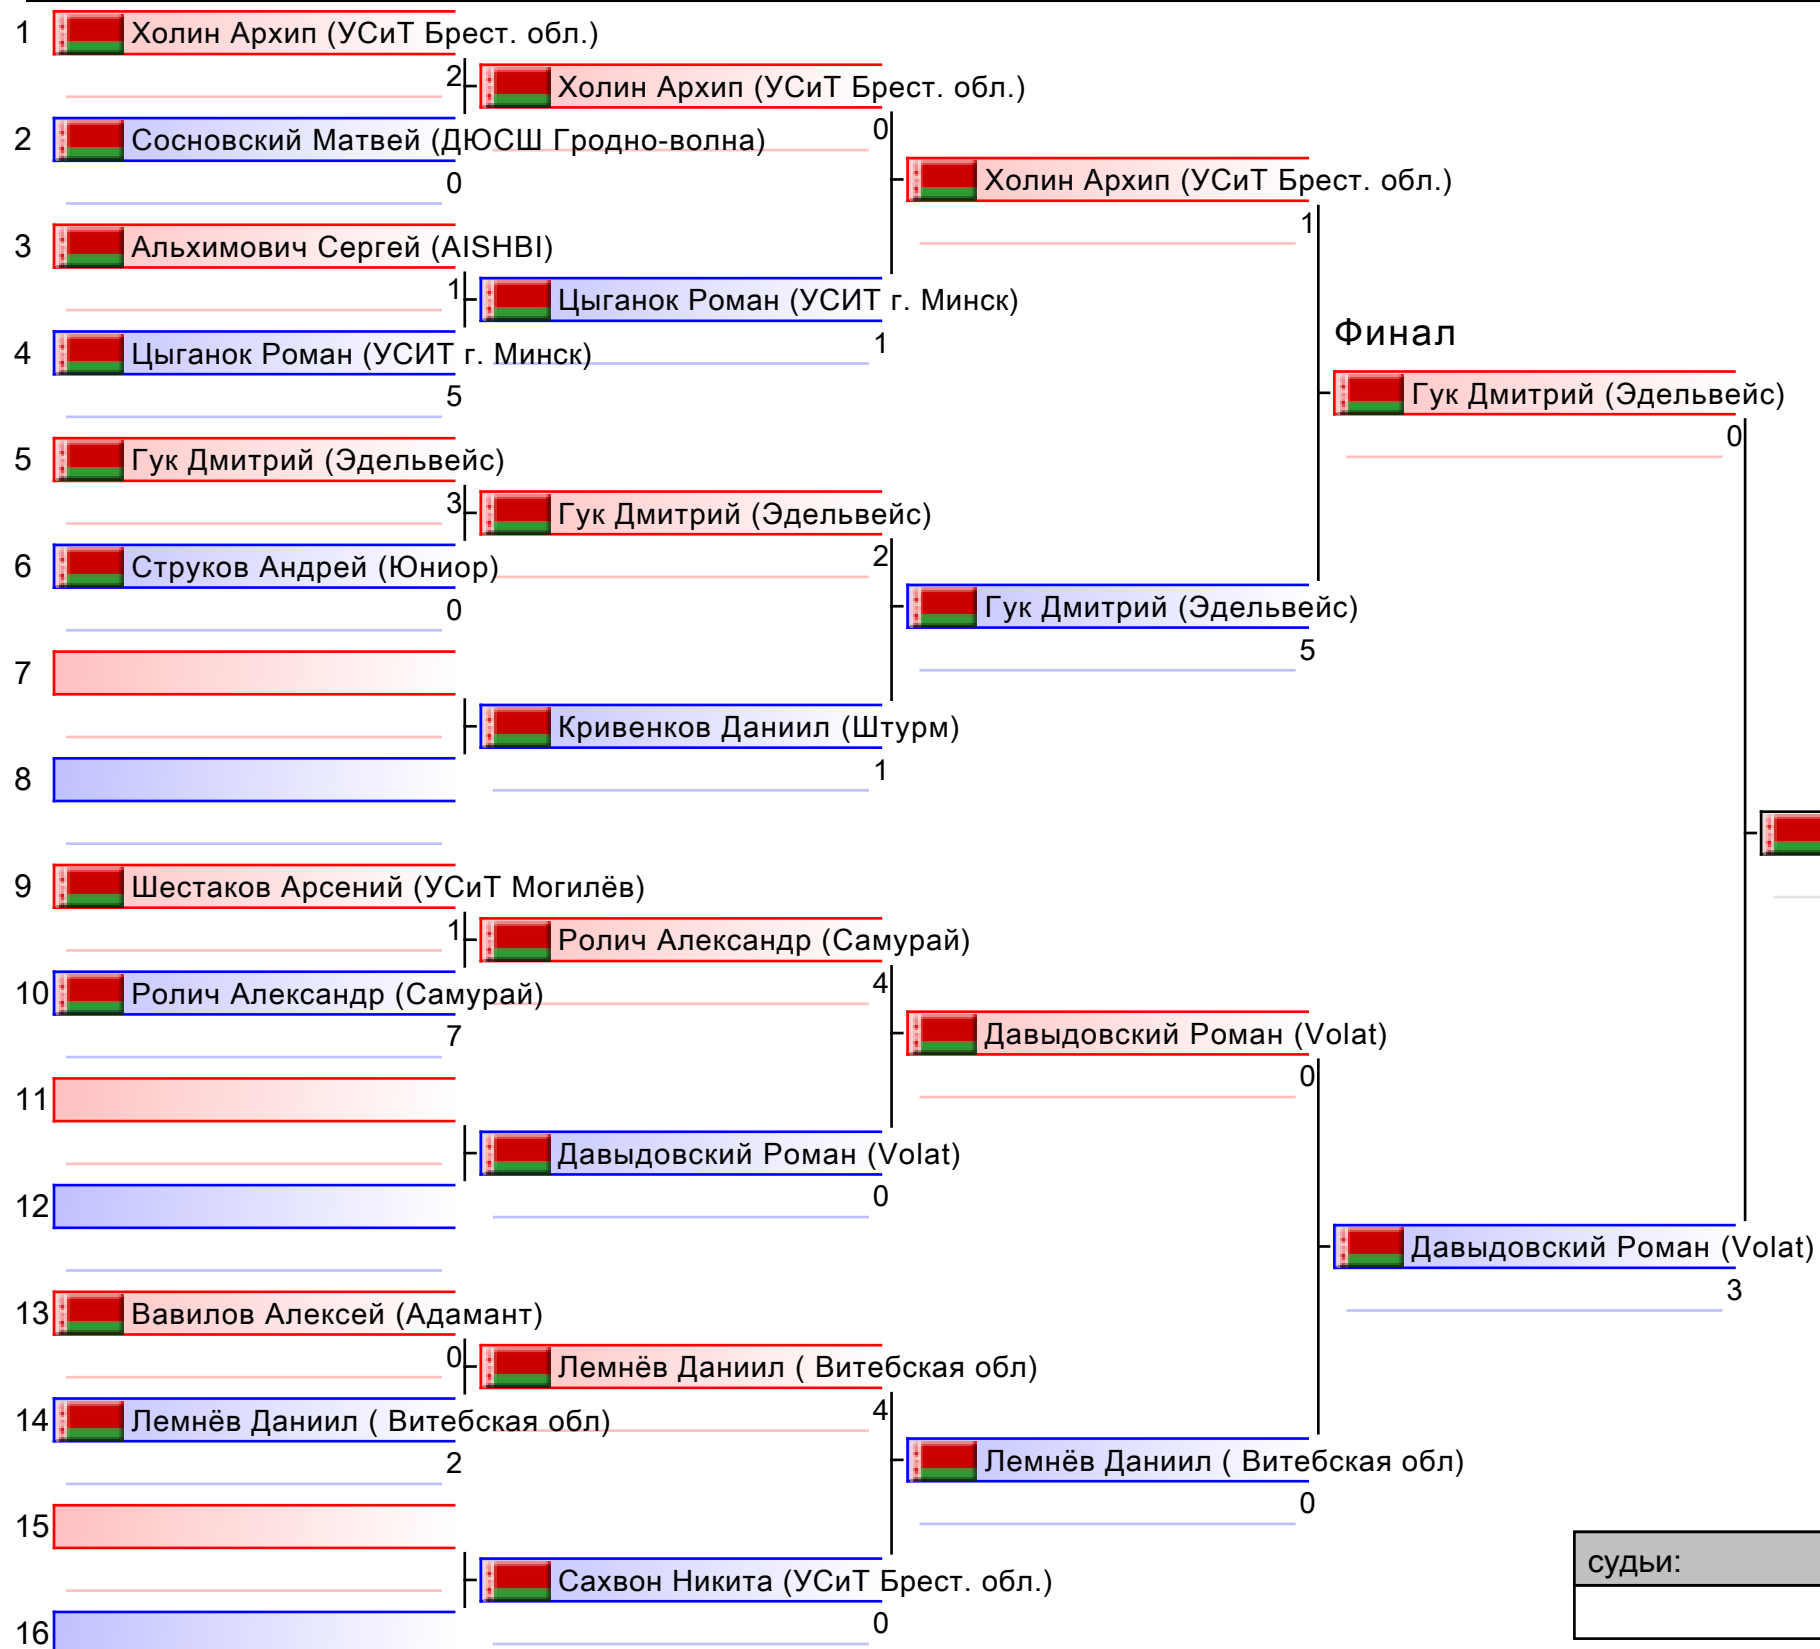 1 Холин Архип (УСиТ Брест. обл.)
2 Холин Архип (УСиТ Брест. обл.)
2 Сосновский Матвей (ДЮСШ Гродно-волна) 0
Холин Архип (УСиТ Брест. обл.)
0
1
3 Альхимович Сергей (AISHBI)
1 Цыганок Роман (УСИТ г. Минск)
Финал
4 Цыганок Роман (УСИТ г. Минск) 1
5
Гук Дмитрий (Эдельвейс)
0
5 Гук Дмитрий (Эдельвейс)
3 Гук Дмитрий (Эдельвейс)
2
6 Струков Андрей (Юниор)
0
Гук Дмитрий (Эдельвейс)
5
7
Кривенков Даниил (Штурм)
1
8
9 Шестаков Арсений (УСиТ Могилёв)
1 Ролич Александр (Самурай)
4
10 Ролич Александр (Самурай)
7
Давыдовский Роман (Volat)
0
11
Давыдовский Роман (Volat)
0
12
Давыдовский Роман (Volat)
3
13 Вавилов Алексей (Адамант)
0 Лемнёв Даниил ( Витебская обл)
4
14 Лемнёв Даниил ( Витебская обл)
2
Лемнёв Даниил ( Витебская обл)
0
15
судьи:
Сахвон Никита (УСиТ Брест. обл.)
0
16